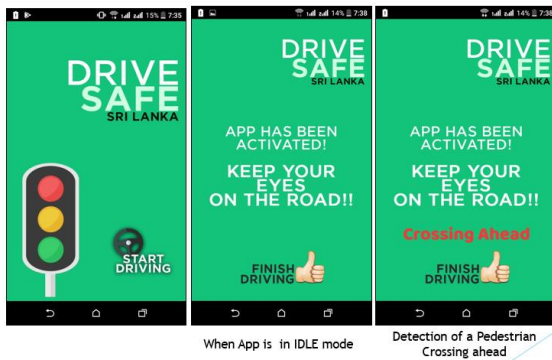 15% 7:35
DRIVE
SAFE
SRI LANKA
START
DRIVING
14% 7:38
DRIVE
SAFE
SRI LANKA
APP HAS BEEN
ACTIVATED!
KEEP YOUR
EYES
ON THE ROAD!!
FINISH
DRIVING
When App is in IDLE mode
14% 7:38
DRIVE
SAFE
SRI LANKA
APP HAS BEEN
ACTIVATED!
KEEP YOUR
EYES
ON THE ROAD!!
Crossing Ahead
FINISH
DRIVING
Detection of a Pedestrian
Crossing ahead